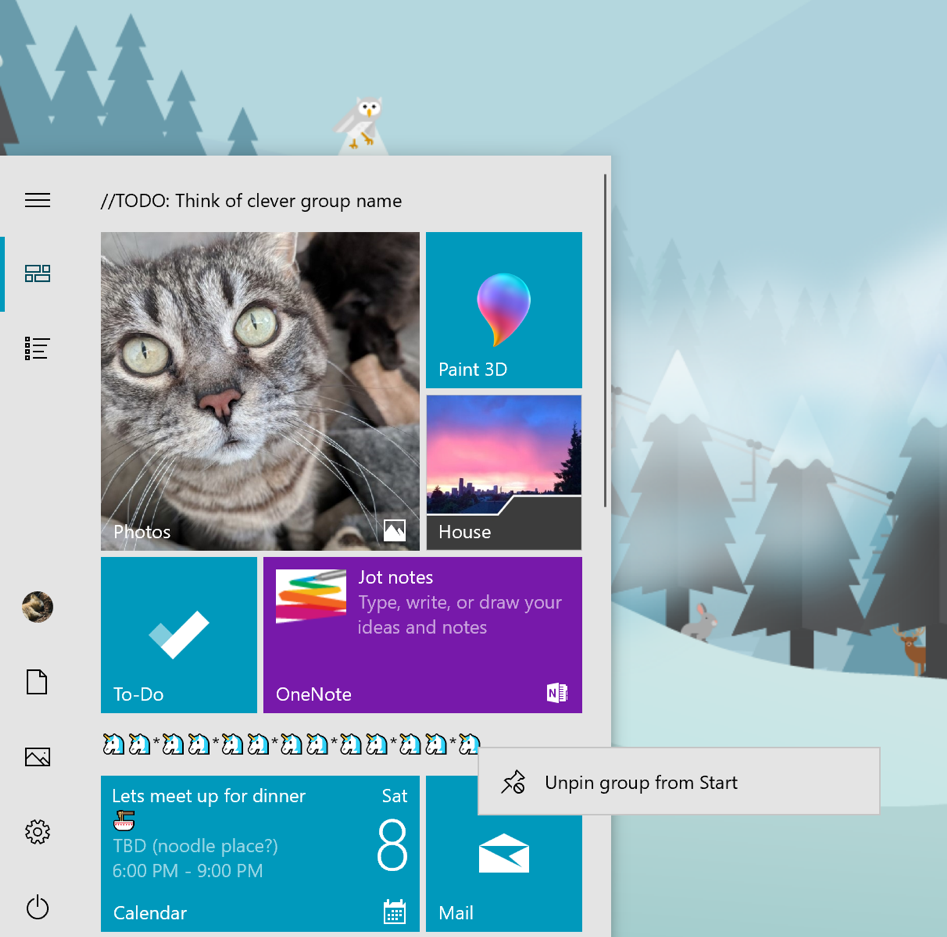 //TODO: Think of clever group name
Photos
Paint 3D
House
To-Do
Jot notes
Type, write, or draw your
ideas and notes
OneNote
N
🦄🦄*🦄🦄*🦄🦄*🦄🦄*🦄🦄*🦄🦄*🦄
Unpin group from Start
Lets meet up for dinner
🍜
TBD (noodle place?)
6:00 PM - 9:00 PM
Sat
8
Calendar
Mail